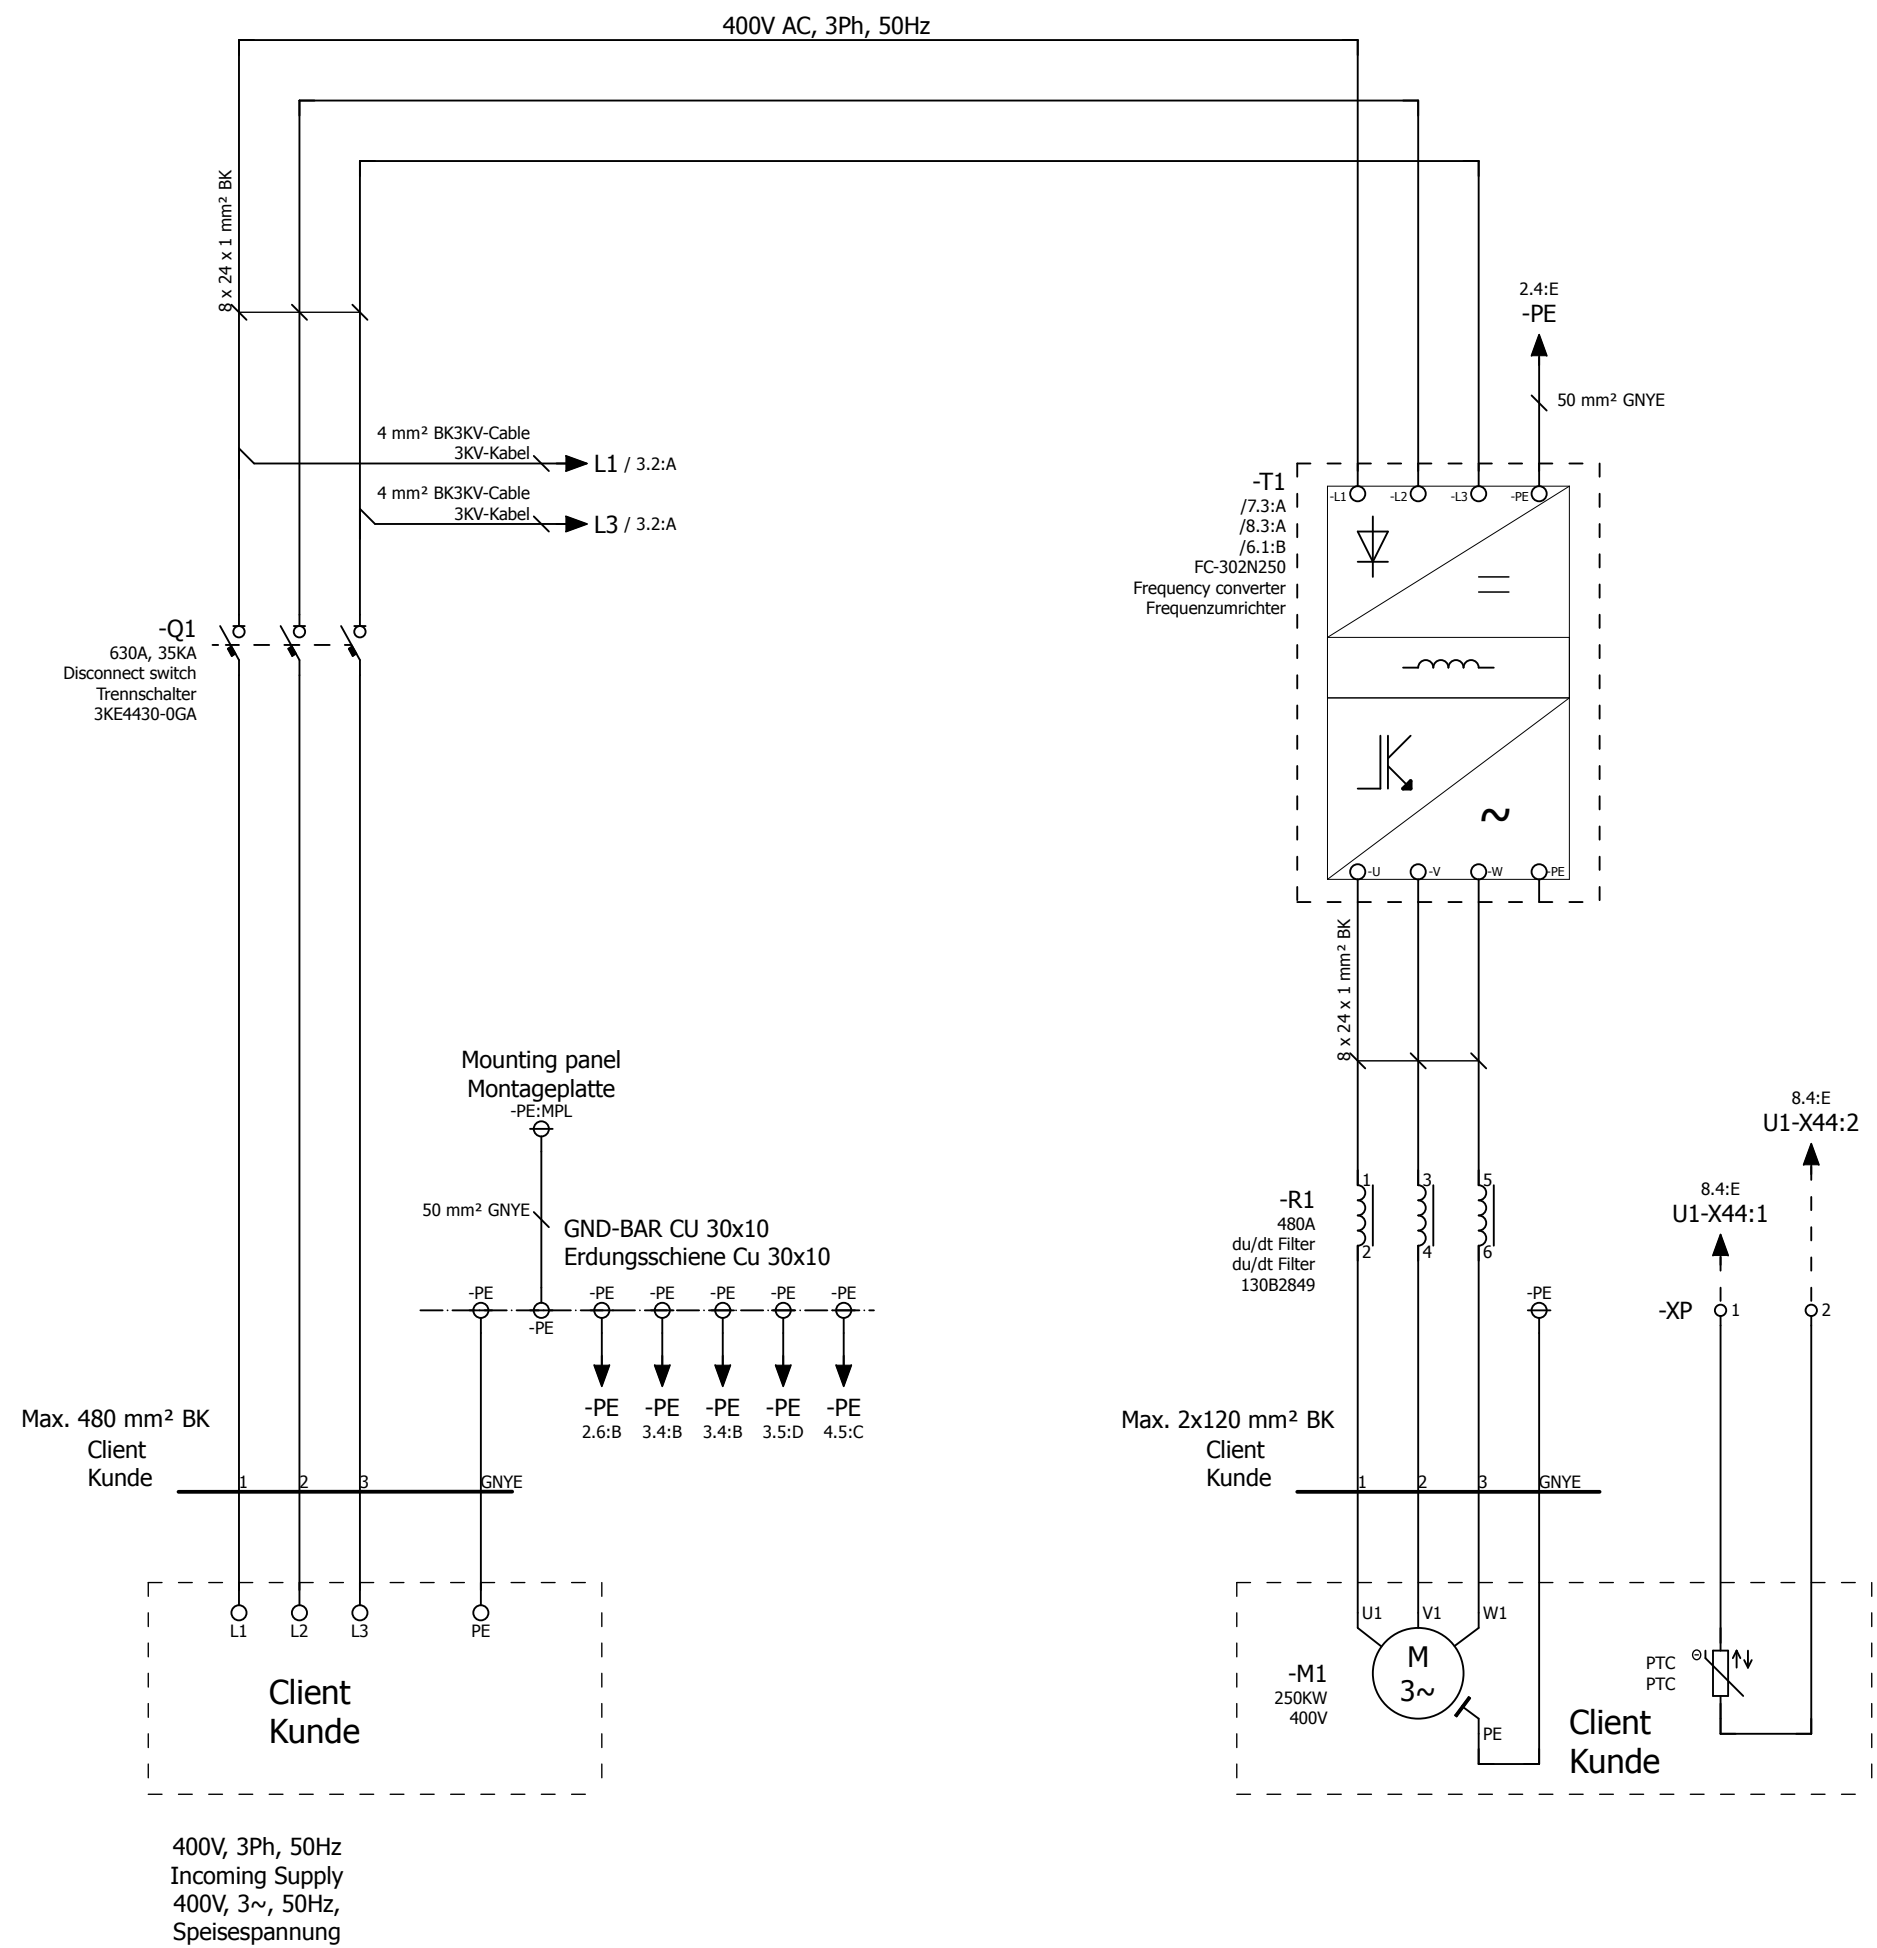 400V AC, 3Ph, 50Hz
8 x 24 x 1 mm² BK
4 mm² BK3KV-Cable
3KV-Kabel
L1 / 3.2:A
4 mm² BK3KV-Cable
3KV-Kabel
L3 / 3.2:A
-Q1
630A, 35KA
Disconnect switch
Trennschalter
3KE4430-0GA
2.4:E
-PE
50 mm² GNYE
-T1
/7.3:A
/8.3:A
/6.1:B
FC-302N250
Frequency converter
Frequenzumrichter
-L1 -L2 -L3 -PE
~
-U -V -W -PE
8 x 24 x 1 mm² BK
Mounting panel
Montageplatte
-PE:MPL
50 mm² GNYE
GND-BAR CU 30x10
Erdungsschiene Cu 30x10
-PE -PE -PE -PE -PE -PE
-PE
-PE -PE -PE -PE -PE
2.6:B 3.4:B 3.4:B 3.5:D 4.5:C
Max. 480 mm² BK
Client
Kunde
1 2 3 GNYE
L1 L2 L3 PE
Client
Kunde
400V, 3Ph, 50Hz
Incoming Supply
400V, 3~, 50Hz,
Speisespannung
-R1
480A
du/dt Filter
du/dt Filter
130B2849
1 3 5
2 4 6
-PE
8.4:E
U1-X44:1
8.4:E
U1-X44:2
-XP 1 2
Max. 2x120 mm² BK
Client
Kunde
1 2 3 GNYE
U1 V1 W1
M
3~
-M1
250KW
400V
PE
PTC
PTC
Client
Kunde